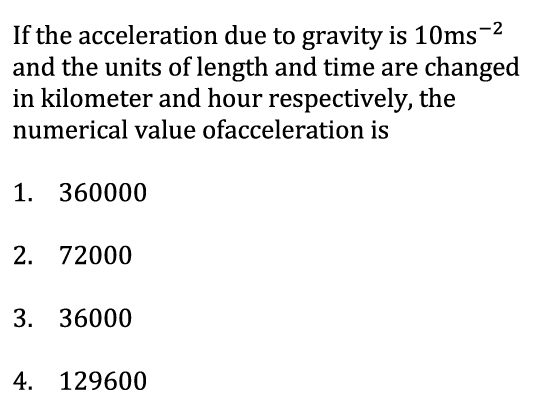 If the acceleration due to gravity is 10ms⁻²
and the units of length and time are changed
in kilometer and hour respectively, the
numerical value ofacceleration is
1. 360000
2. 72000
3. 36000
4. 129600